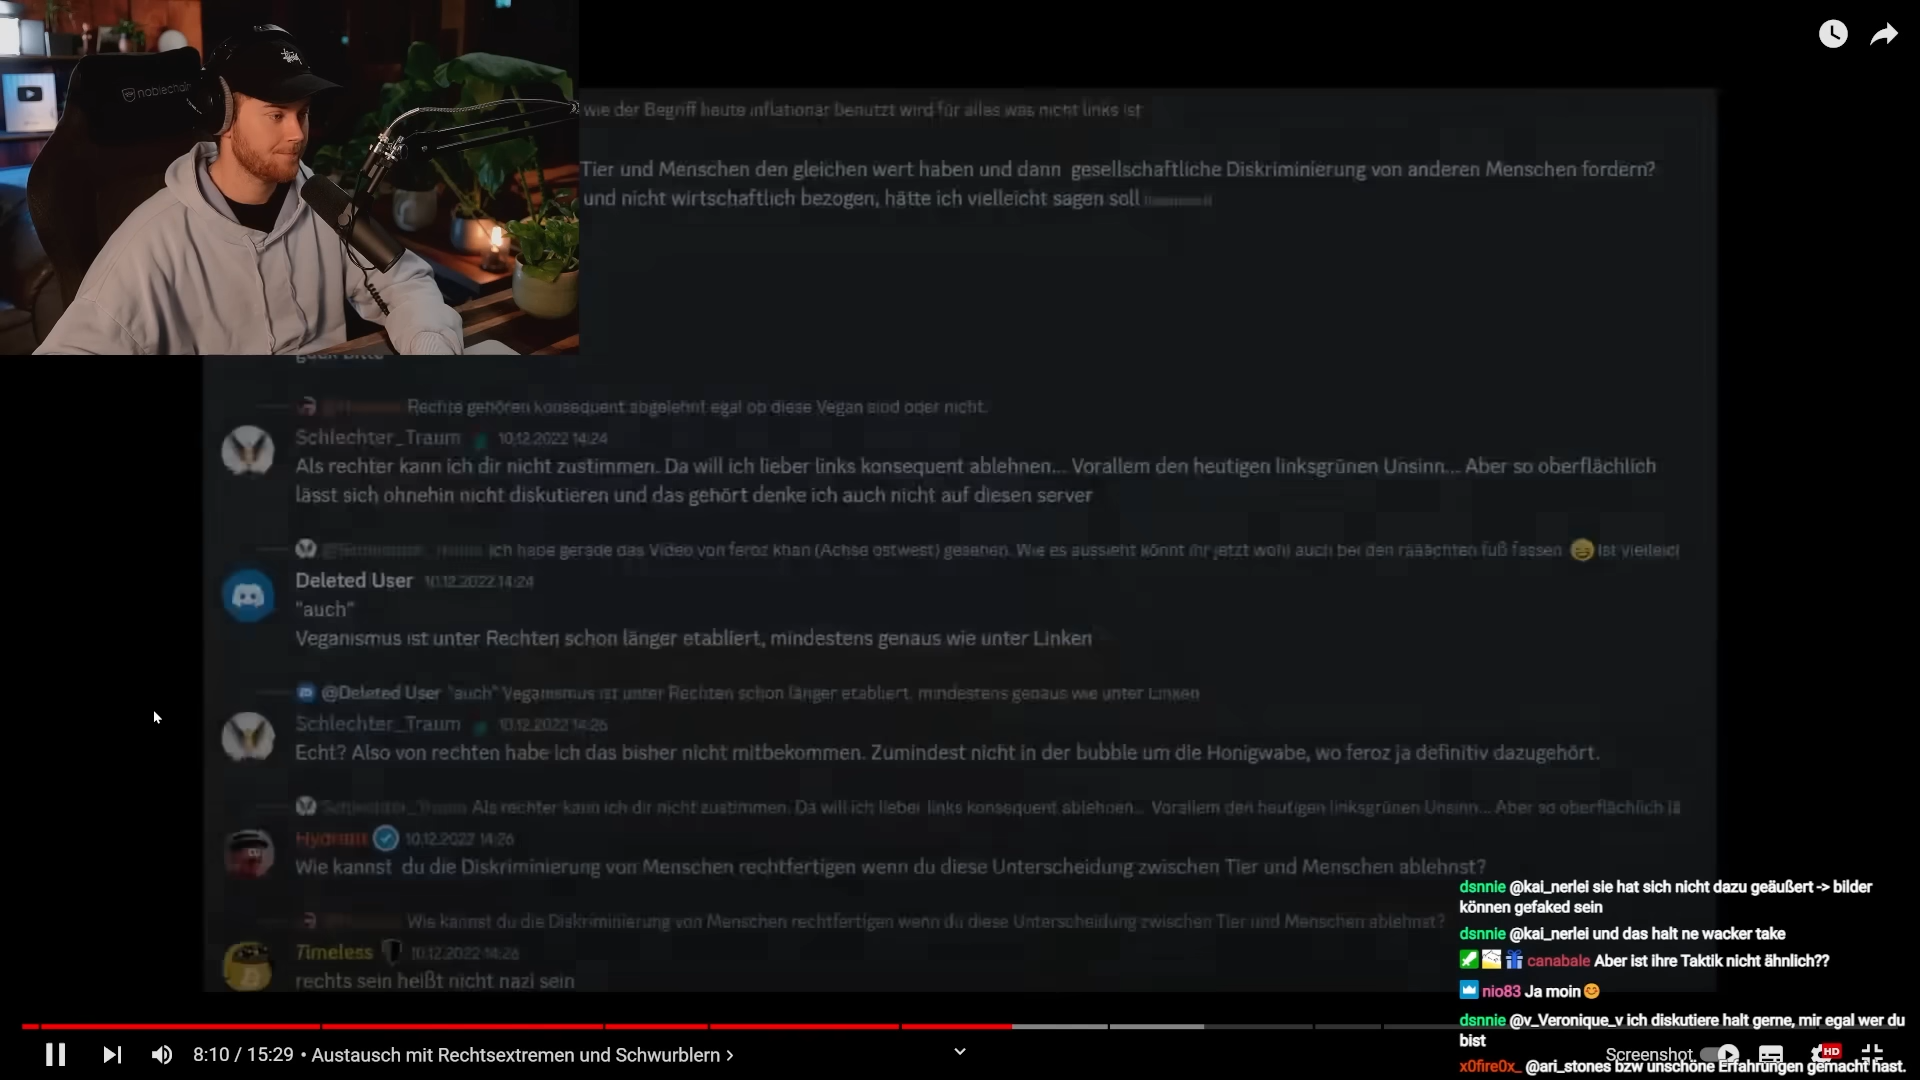 noblechair
wie der Begriff heute inflationär benutzt wird für alles was nicht links ist
Tier und Menschen den gleichen wert haben und dann gesellschaftliche Diskriminierung von anderen Menschen fordern?
und nicht wirtschaftlich bezogen, hätte ich vielleicht sagen soll
Rechte gehören konsequent abgelehnt egal ob diese Vegan sind oder nicht.
Schlechter_Traum 10.12.2022 14:24
Als rechter kann ich dir nicht zustimmen. Da will ich lieber links konsequent ablehnen... Vorallem den heutigen linksgrünen Unsinn... Aber so oberflächlich
lässt sich ohnehin nicht diskutieren und das gehört denke ich auch nicht auf diesen server
Ich habe gerade das Video von feroz khan (Achse ostwest) gesehen. Wie es aussieht könnt ihr jetzt wohl auch bei den rääächten fuß fassen 😄 Ist vielleicl
Deleted User 10.12.2022 14:24
"auch"
Veganismus ist unter Rechten schon länger etabliert, mindestens genaus wie unter Linken
@Deleted User "auch" Veganismus ist unter Rechten schon länger etabliert, mindestens genaus wie unter Linken
Schlechter_Traum 10.12.2022 14:26
Echt? Also von rechten habe ich das bisher nicht mitbekommen. Zumindest nicht in der bubble um die Honigwabe, wo feroz ja definitiv dazugehört.
Schlechter_Traum Als rechter kann ich dir nicht zustimmen. Da will ich lieber links konsequent ablehnen... Vorallem den heutigen linksgrünen Unsinn... Aber so oberflächlich lä
10.12.2022 14:26
Wie kannst du die Diskriminierung von Menschen rechtfertigen wenn du diese Unterscheidung zwischen Tier und Menschen ablehnst?
Wie kannst du die Diskriminierung von Menschen rechtfertigen wenn du diese Unterscheidung zwischen Tier und Menschen ablehnst?
Timeless 10.12.2022 14:26
rechts sein heißt nicht nazi sein
dsnnie @kai_nerlei sie hat sich nicht dazu geäußert -> bilder
können gefaked sein
dsnnie @kai_nerlei und das halt ne wacker take
canabale Aber ist ihre Taktik nicht ähnlich??
nio83 Ja moin😊
dsnnie @v_Veronique_v ich diskutiere halt gerne, mir egal wer du
bist
x0fire0x_ @ari_stones bzw unschöne Erfahrungen gemacht hast.
8:10 / 15:29 • Austausch mit Rechtsextremen und Schwurblern ›
Screenshot
HD